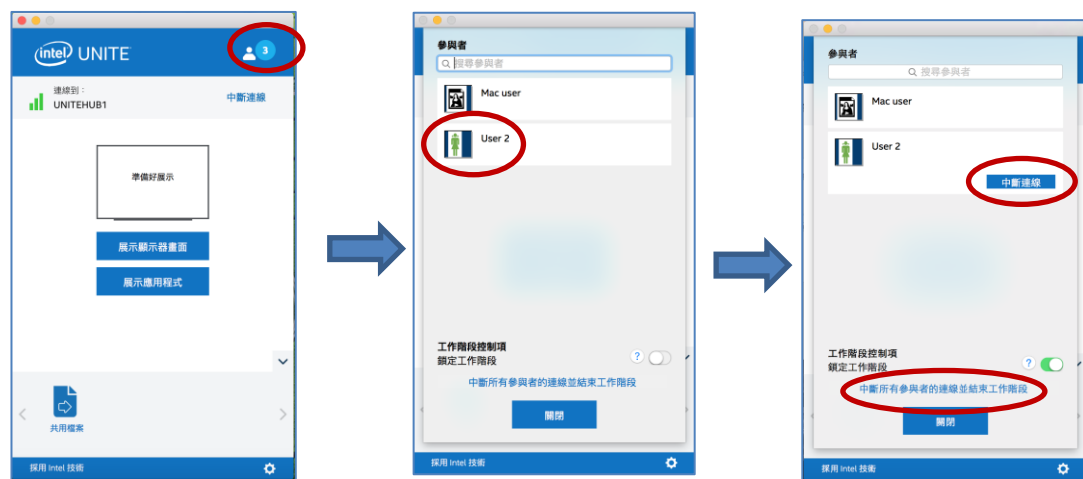 intel UNITE
3
連線到：
UNITEHUB1
中斷連線
準備好展示
展示顯示器畫面
展示應用程式
共用檔案
採用 Intel 技術
參與者
搜尋參與者
Mac user
User 2
工作階段控制項
鎖定工作階段
?
中斷所有參與者的連線並結束工作階段
關閉
採用 Intel 技術
參與者
搜尋參與者
Mac user
User 2
中斷連線
工作階段控制項
鎖定工作階段
?
中斷所有參與者的連線並結束工作階段
關閉
採用 Intel 技術